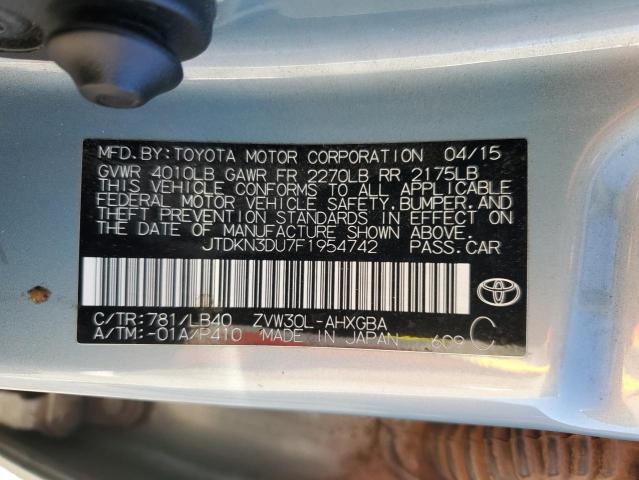 MFD.BY:TOYOTA MOTOR CORPORATION 04/15
GVWR 4010LB GAWR FR 2270LB RR 2175LB
THIS VEHICLE CONFORMS TO ALL APPLICABLE
FEDERAL MOTOR VEHICLE SAFETY,BUMPER,AND
THEFT PREVENTION STANDARDS IN EFFECT ON
THE DATE OF MANUFACTURE SHOWN ABOVE.
JTDKN3DU7F1954742 PASS.CAR
C/TR:781/LB40 ZVW30L-AHXGBA
A/TM:-01A/P410 MADE IN JAPAN 609 C